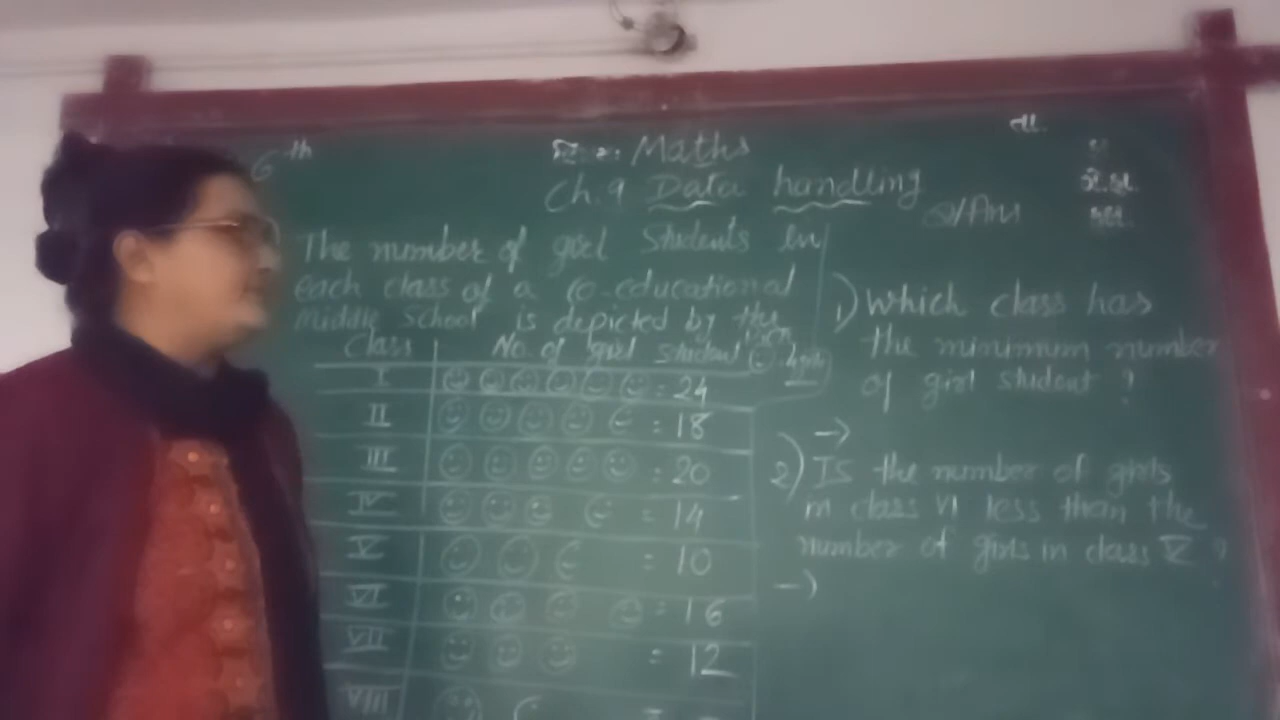 6th
Maths
Ch.9 Data handling
Q/Ans
The number of girl Students in
each class of a co-educational
Middle School is depicted by the
Class No. of girl student
I = 24
II = 18
III = 20
IV = 14
V = 10
VI = 16
VII = 12
VIII
1) Which class has
the minimum number
of girl student ?
→
2) Is the number of girls
in class VI less than the
number of girls in class V ?
→